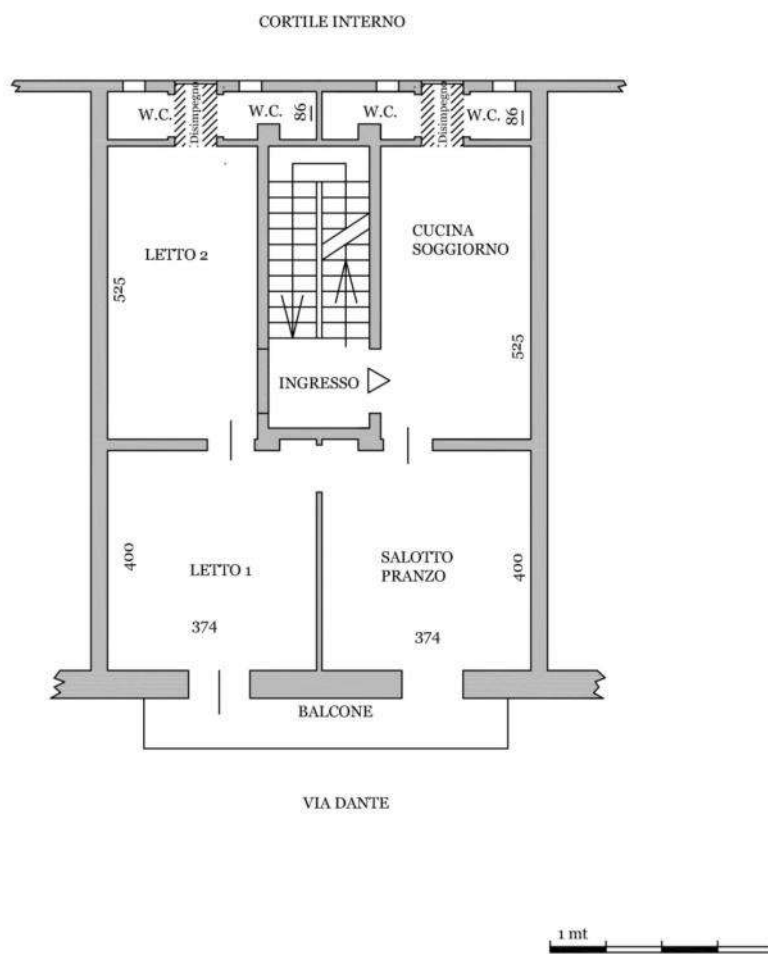 CORTILE INTERNO
W.C.
Disimpegno
W.C.
86
W.C.
Disimpegno
W.C.
86
LETTO 2
CUCINA
SOGGIORNO
525
525
INGRESSO
400
LETTO 1
SALOTTO
PRANZO
400
374
374
BALCONE
VIA DANTE
1 mt